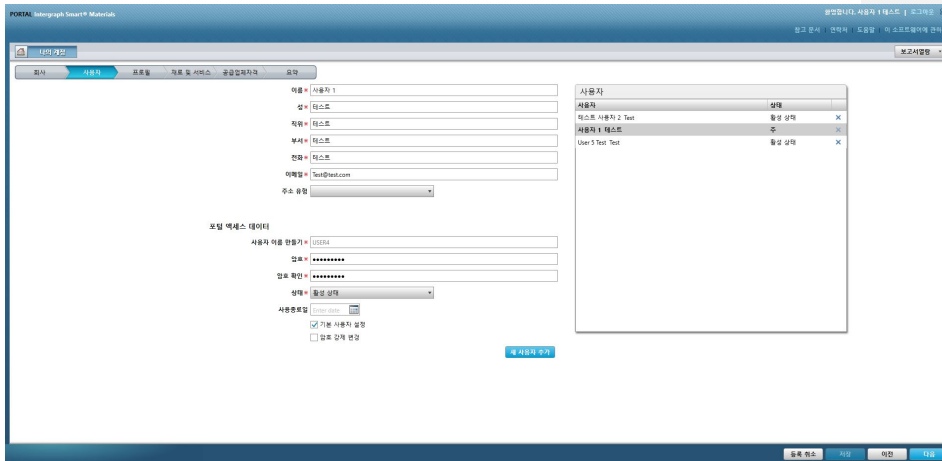 PORTAL Intergraph Smart® Materials
환영합니다. 사용자 1 테스트 | 로그아웃
참고 문서 | 연락처 | 도움말 | 이 소프트웨어에 관하
나의 계정
보고서열람
회사 사용자 프로필 재료 및 서비스 공급업체자격 요약
이름* 사용자 1
성* 테스트
직위* 테스트
부서* 테스트
전화* 테스트
이메일* Test@test.com
주소 유형
포털 액세스 데이터
사용자 이름 만들기* USER4
암호* •••••••••
암호 확인* •••••••••
상태* 활성 상태
사용종료일 Enter date
기본 사용자 설정
암호 강제 변경
새 사용자 추가
사용자
사용자 상태
테스트 사용자 2 Test 활성 상태
사용자 1 테스트 주
User 5 Test Test 활성 상태
등록 취소 저장 이전 다음